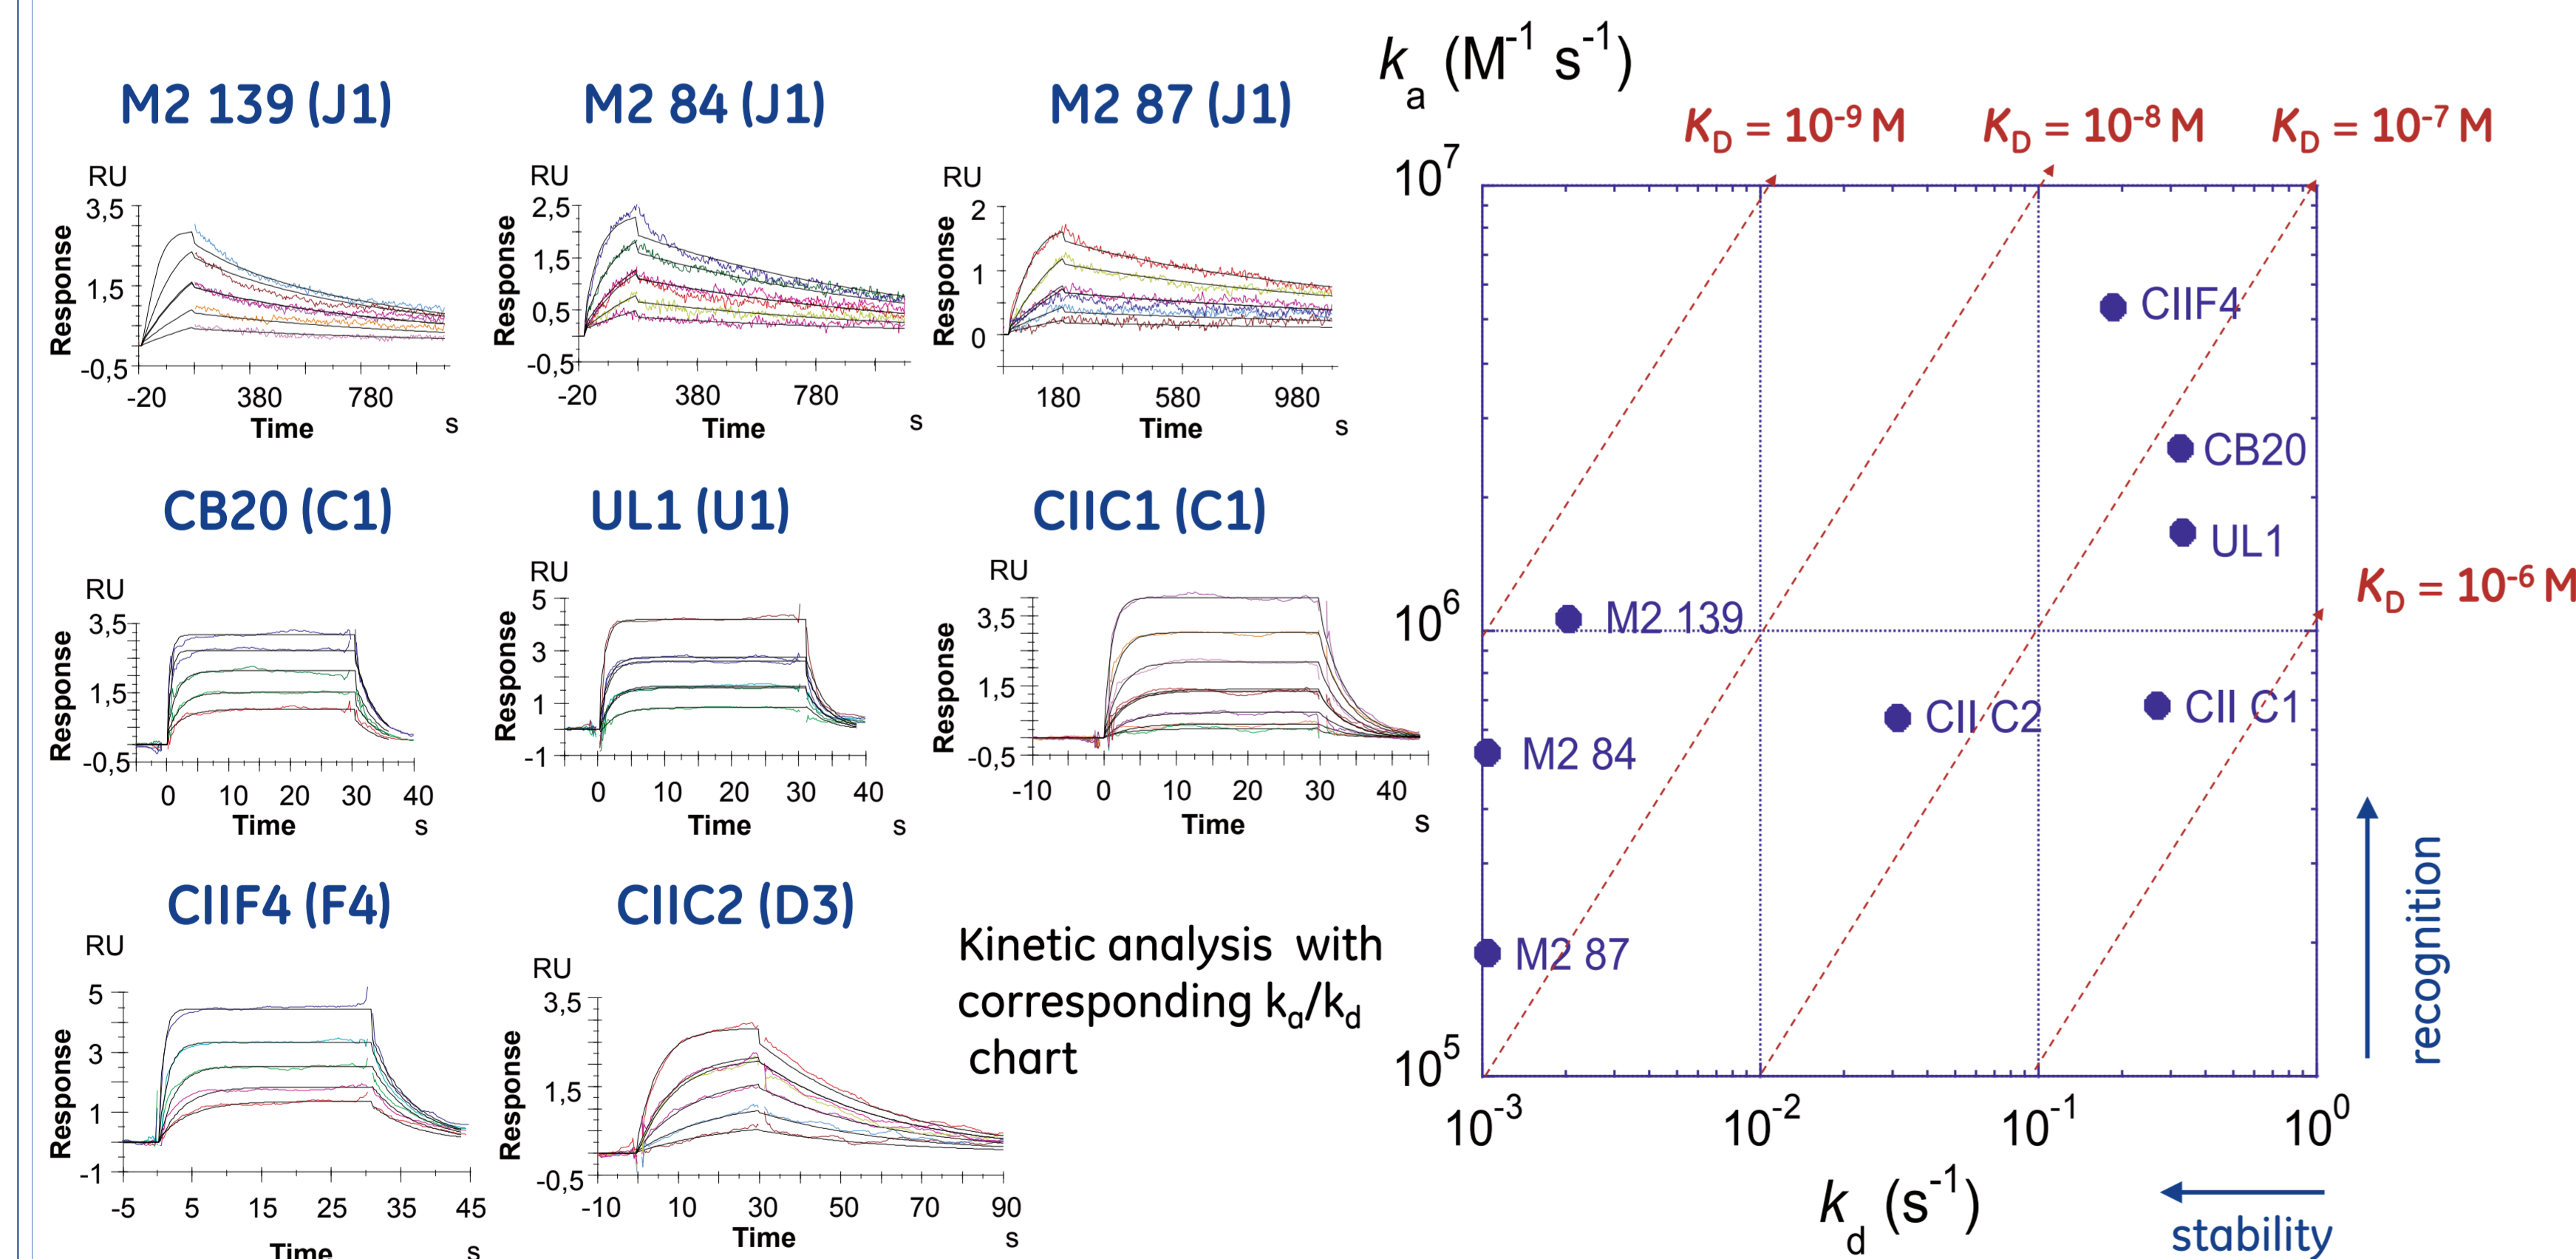 M2 139 (J1)
RU
3,5
1,5
-0,5
Response
-20 380 780
Time s
M2 84 (J1)
RU
2,5
1,5
0,5
-0,5
Response
-20 380 780
Time s
M2 87 (J1)
RU
2
1
0
Response
180 580 980
Time s
CB20 (C1)
RU
3,5
1,5
-0,5
Response
0 10 20 30 40
Time s
UL1 (U1)
RU
5
3
1
-1
Response
0 10 20 30 40
Time s
CIIC1 (C1)
RU
3,5
1,5
-0,5
Response
-10 0 10 20 30 40
Time s
CIIF4 (F4)
RU
5
3
1
-1
Response
-5 5 15 25 35 45
Time s
CIIC2 (D3)
RU
3,5
1,5
-0,5
Response
-10 10 30 50 70 90
Time s
Kinetic analysis with
corresponding kₐ/k_d
chart
kₐ (M⁻¹ s⁻¹)
K_D = 10⁻⁹ M K_D = 10⁻⁸ M K_D = 10⁻⁷ M
10⁷
CIIF4
CB20
UL1
K_D = 10⁻⁶ M
10⁶
M2 139
CII C2
CII C1
M2 84
M2 87
10⁵
10⁻³ 10⁻² 10⁻¹ 10⁰
k_d (s⁻¹)
recognition
stability